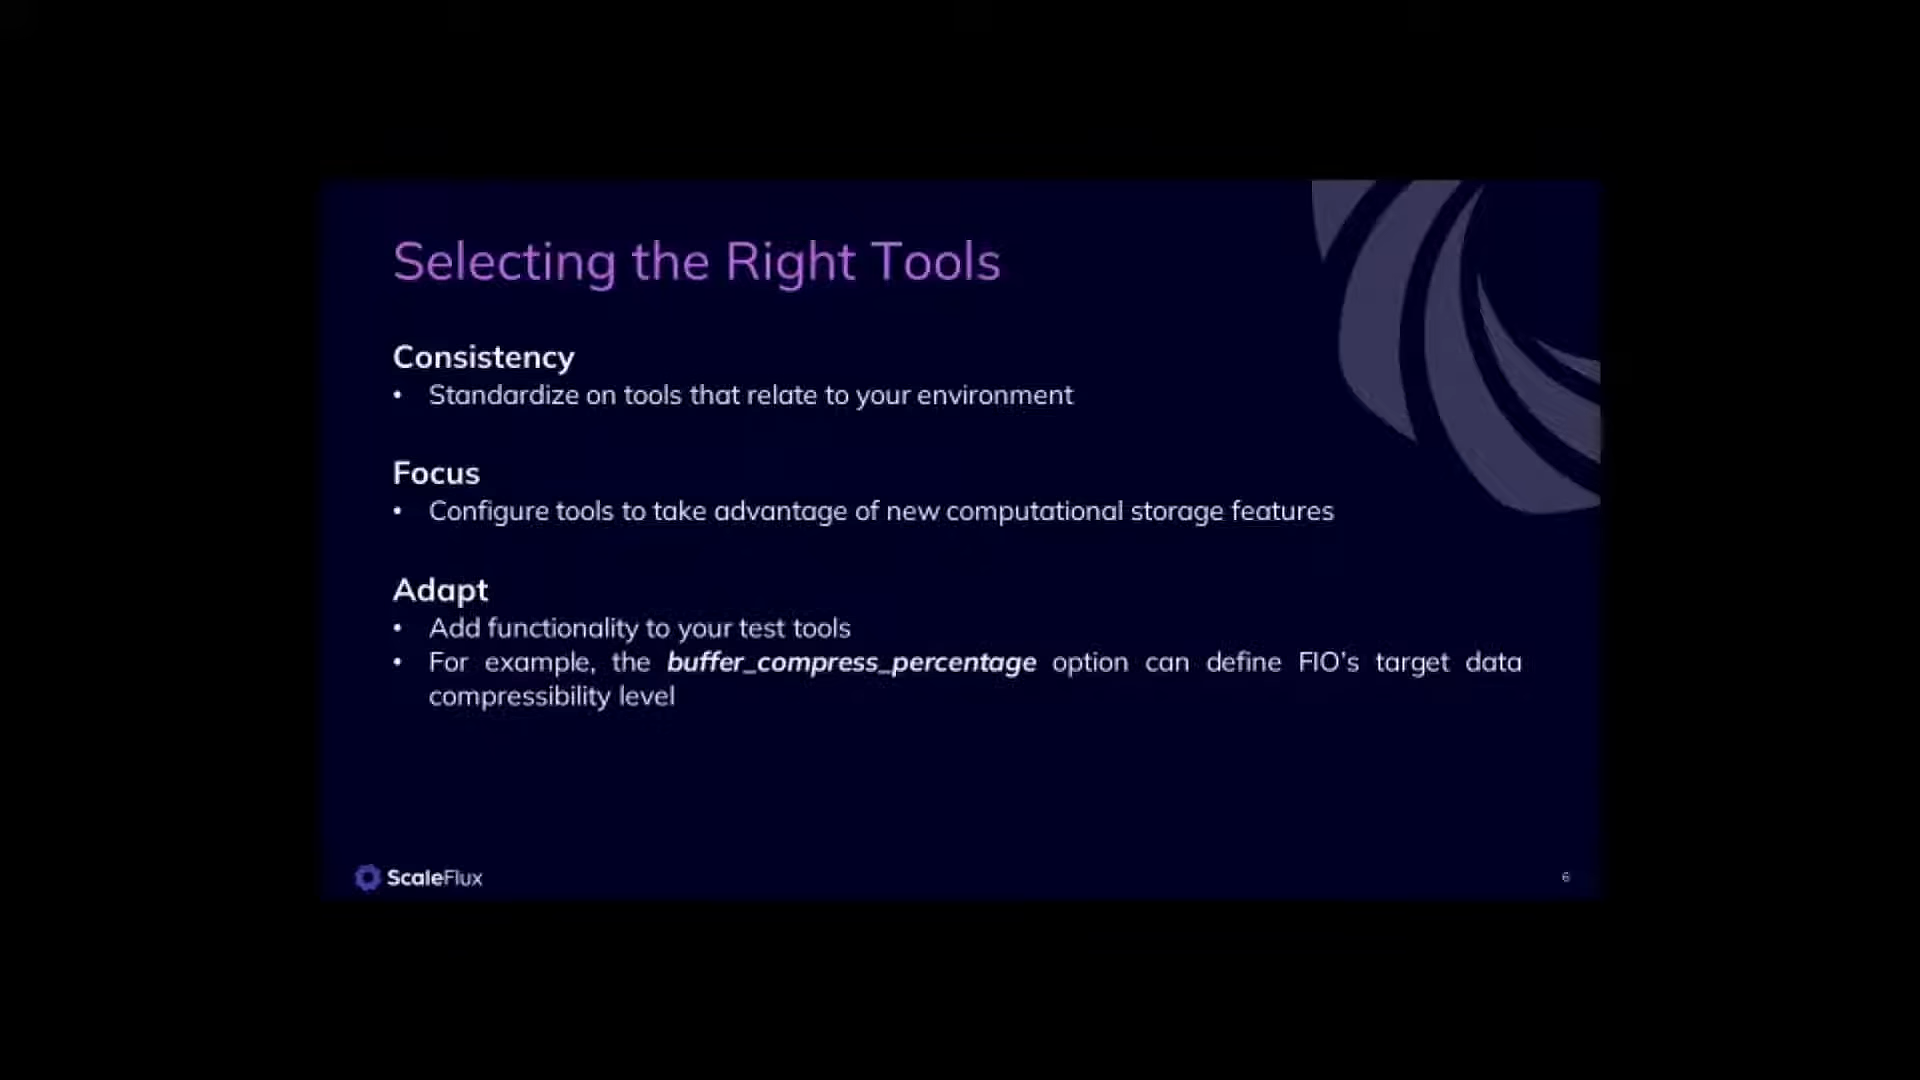 Selecting the Right Tools
Consistency
• Standardize on tools that relate to your environment
Focus
• Configure tools to take advantage of new computational storage features
Adapt
• Add functionality to your test tools
• For example, the buffer_compress_percentage option can define FIO's target data
compressibility level
ScaleFlux
6